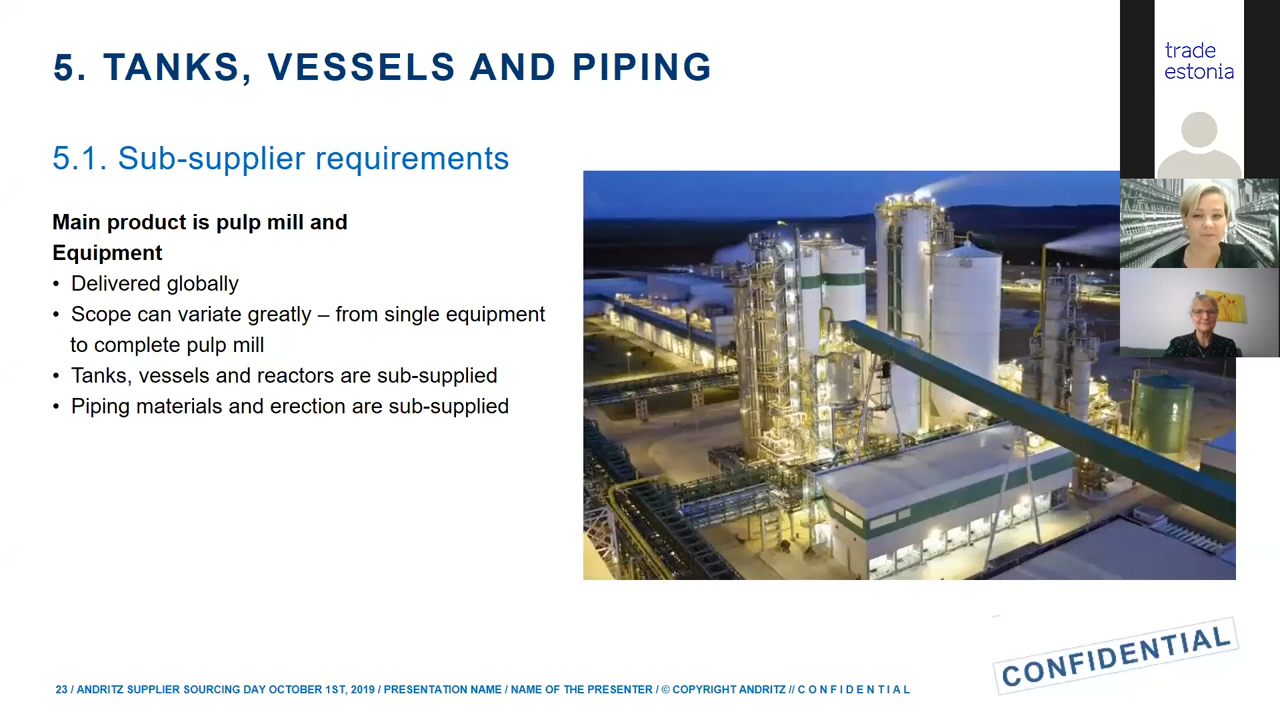 5. TANKS, VESSELS AND PIPING
5.1. Sub-supplier requirements
Main product is pulp mill and
Equipment
• Delivered globally
• Scope can variate greatly – from single equipment
to complete pulp mill
• Tanks, vessels and reactors are sub-supplied
• Piping materials and erection are sub-supplied
trade
estonia
CONFIDENTIAL
23 / ANDRITZ SUPPLIER SOURCING DAY OCTOBER 1ST, 2019 / PRESENTATION NAME / NAME OF THE PRESENTER / © COPYRIGHT ANDRITZ // C O N F I D E N T I A L